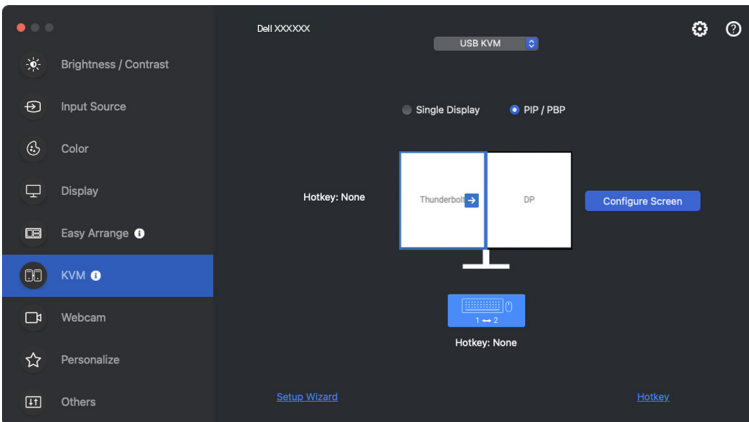 Dell XXXXXX
USB KVM
Brightness / Contrast
Input Source
Single Display
PIP / PBP
Color
Display
Hotkey: None
Thunderbolt
DP
Configure Screen
Easy Arrange
KVM
1 ↔ 2
Webcam
Hotkey: None
Personalize
Setup Wizard
Hotkey
Others